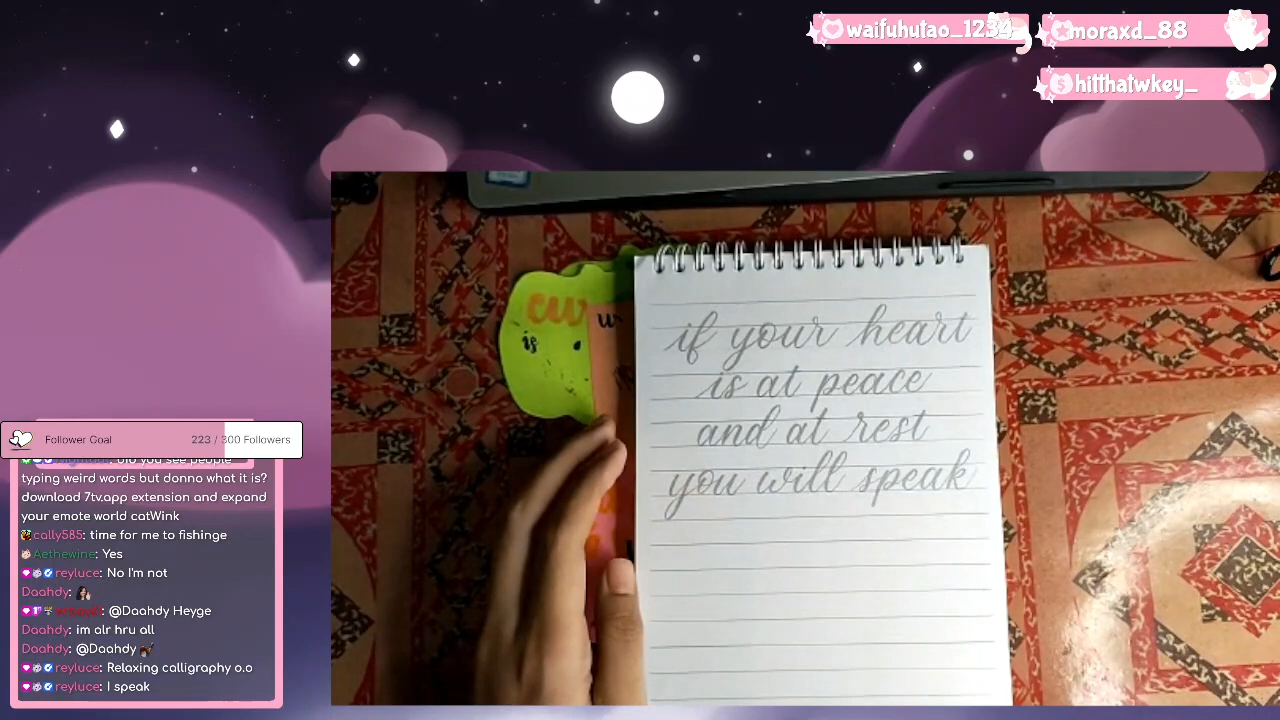 waifuhutao_1234
moraxd_88
hitthatwkey_
cur
is
if your heart
is at peace
and at rest
you will speak
Follower Goal 223 / 300 Followers
typing weird words but donno what it is?
download 7tv.app extension and expand
your emote world catWink
cally585: time for me to fishinge
Aethewine: Yes
reyluce: No I'm not
Daahdy:
@Daahdy Heyge
Daahdy: im alr hru all
Daahdy: @Daahdy
reyluce: Relaxing calligraphy o.o
reyluce: I speak